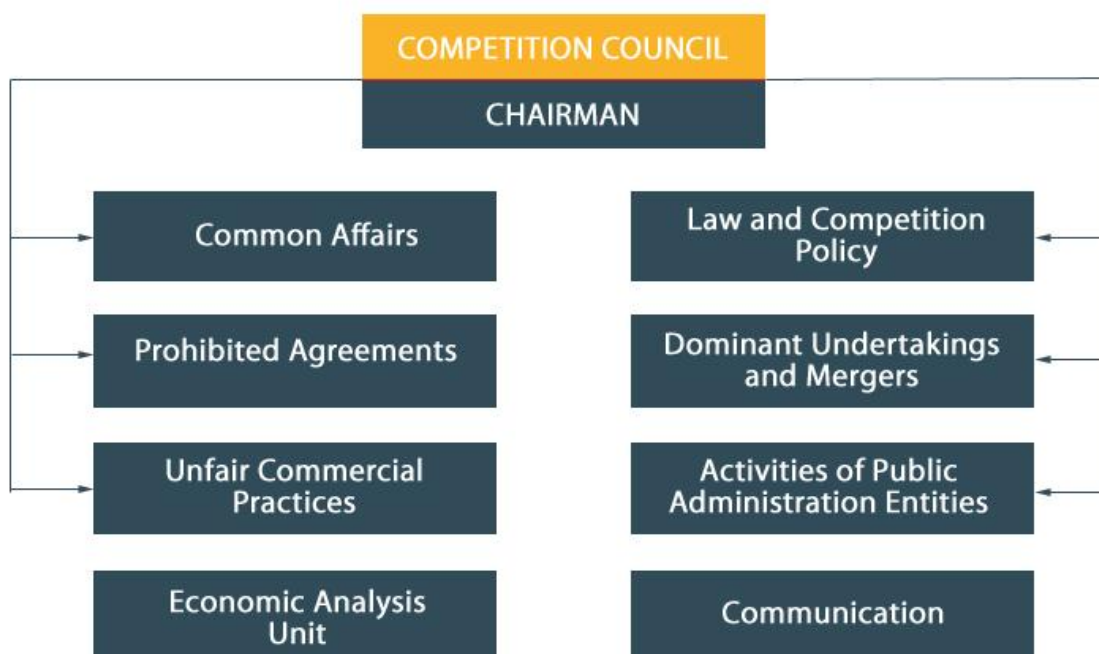 COMPETITION COUNCIL
CHAIRMAN
Common Affairs
Law and Competition
Policy
Prohibited Agreements
Dominant Undertakings
and Mergers
Unfair Commercial
Practices
Activities of Public
Administration Entities
Economic Analysis
Unit
Communication